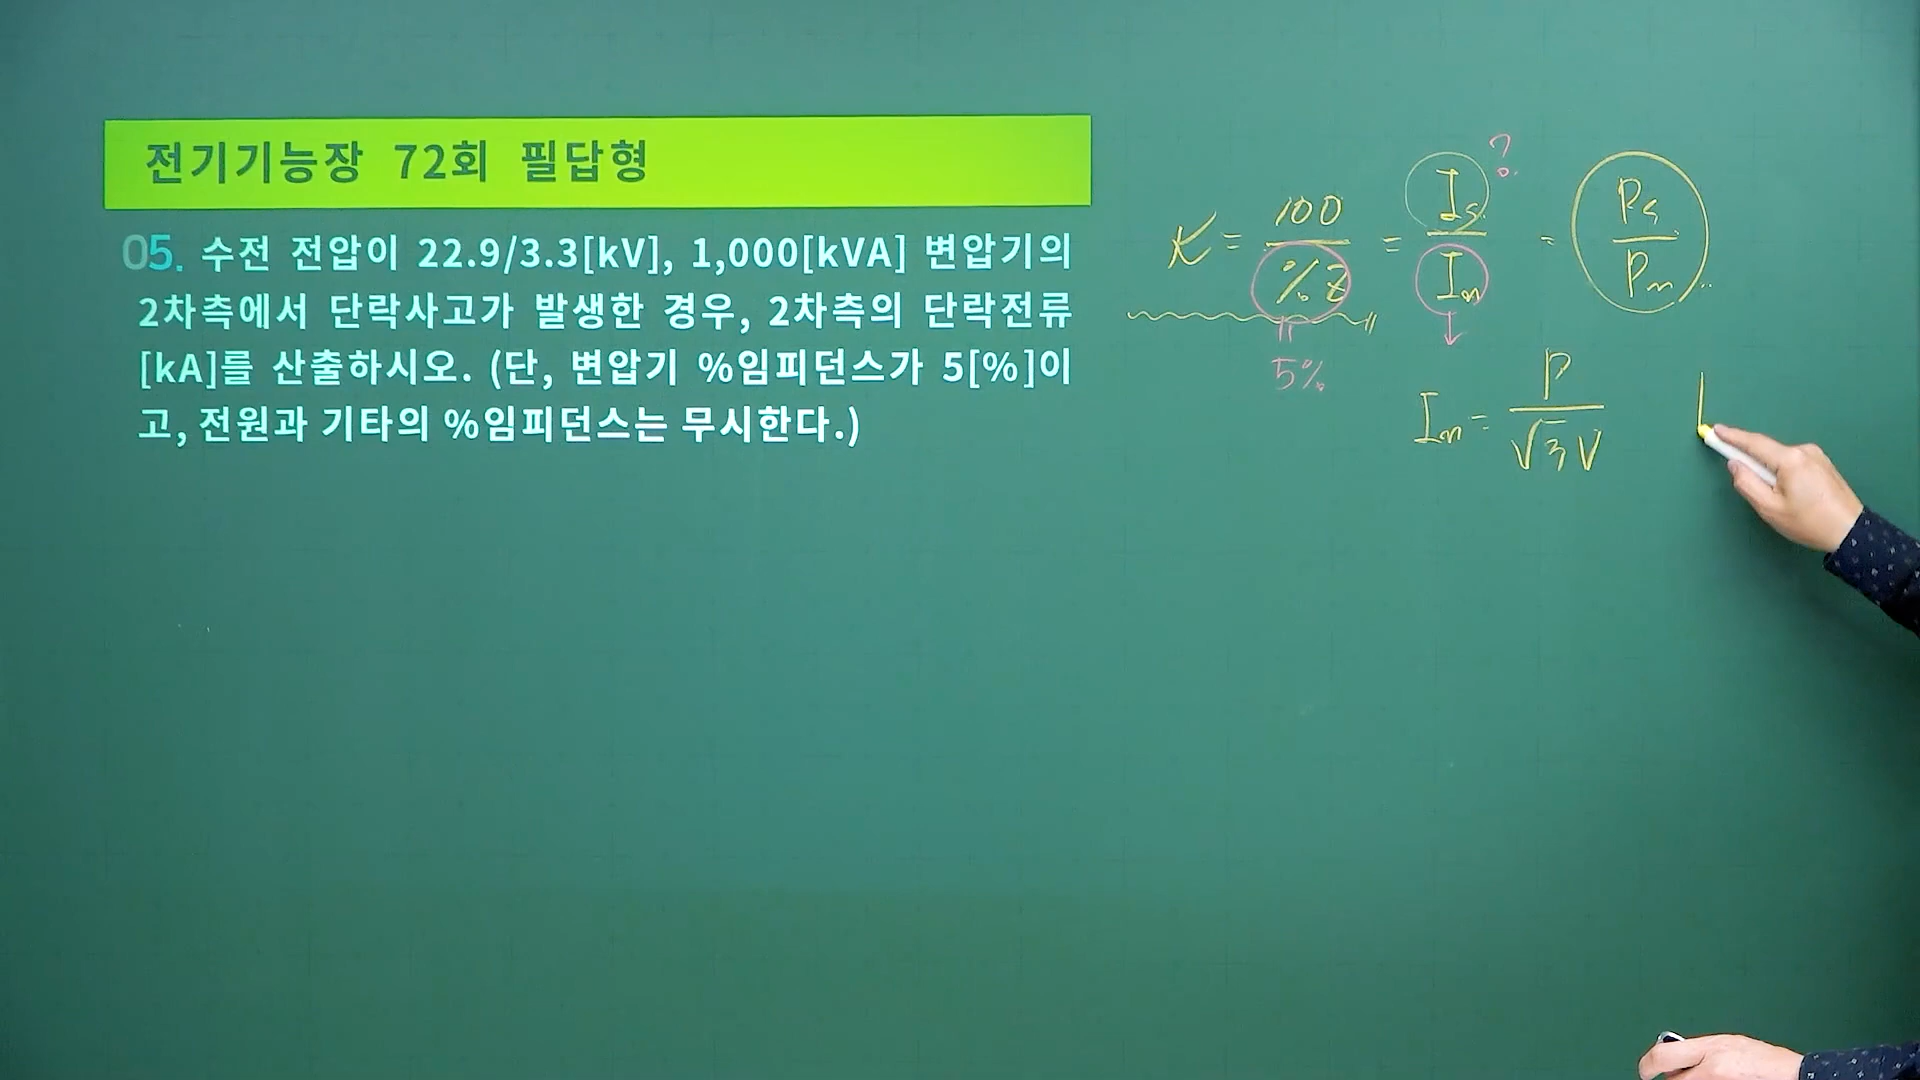 전기기능장 72회 필답형
05. 수전 전압이 22.9/3.3[kV], 1,000[kVA] 변압기의
2차측에서 단락사고가 발생한 경우, 2차측의 단락전류
[kA]를 산출하시오. (단, 변압기 %임피던스가 5[%]이
고, 전원과 기타의 %임피던스는 무시한다.)
K = 100 / %Z = Is / In = Ps / Pn
?
5%
In = P / √3 V